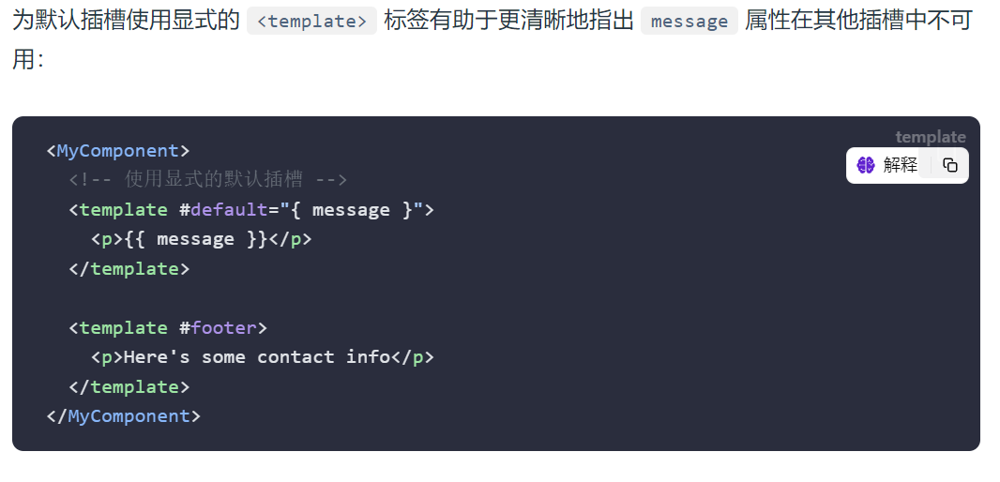 为默认插槽使用显式的 <template> 标签有助于更清晰地指出 message 属性在其他插槽中不可
用：
template
解释
<MyComponent>
  <!-- 使用显式的默认插槽 -->
  <template #default="{ message }">
    <p>{{ message }}</p>
  </template>

  <template #footer>
    <p>Here's some contact info</p>
  </template>
</MyComponent>